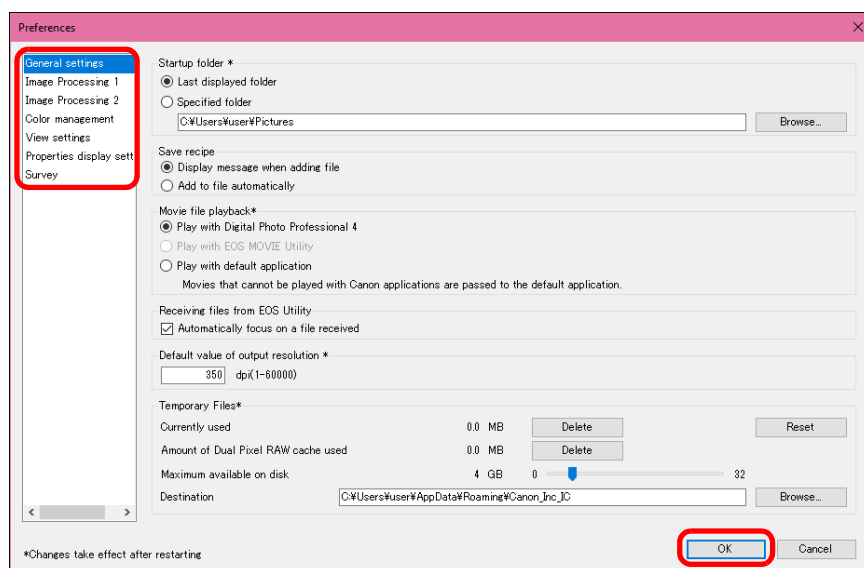 Preferences
General settings
Image Processing 1
Image Processing 2
Color management
View settings
Properties display sett
Survey
Startup folder *
Last displayed folder
Specified folder
C:¥Users¥user¥Pictures
Browse...
Save recipe
Display message when adding file
Add to file automatically
Movie file playback*
Play with Digital Photo Professional 4
Play with EOS MOVIE Utility
Play with default application
Movies that cannot be played with Canon applications are passed to the default application.
Receiving files from EOS Utility
Automatically focus on a file received
Default value of output resolution *
350 dpi(1-60000)
Temporary Files*
Currently used 0.0 MB Delete Reset
Amount of Dual Pixel RAW cache used 0.0 MB Delete
Maximum available on disk 4 GB 0 32
Destination C:¥Users¥user¥AppData¥Roaming¥Canon_Inc_IC Browse...
*Changes take effect after restarting
OK Cancel